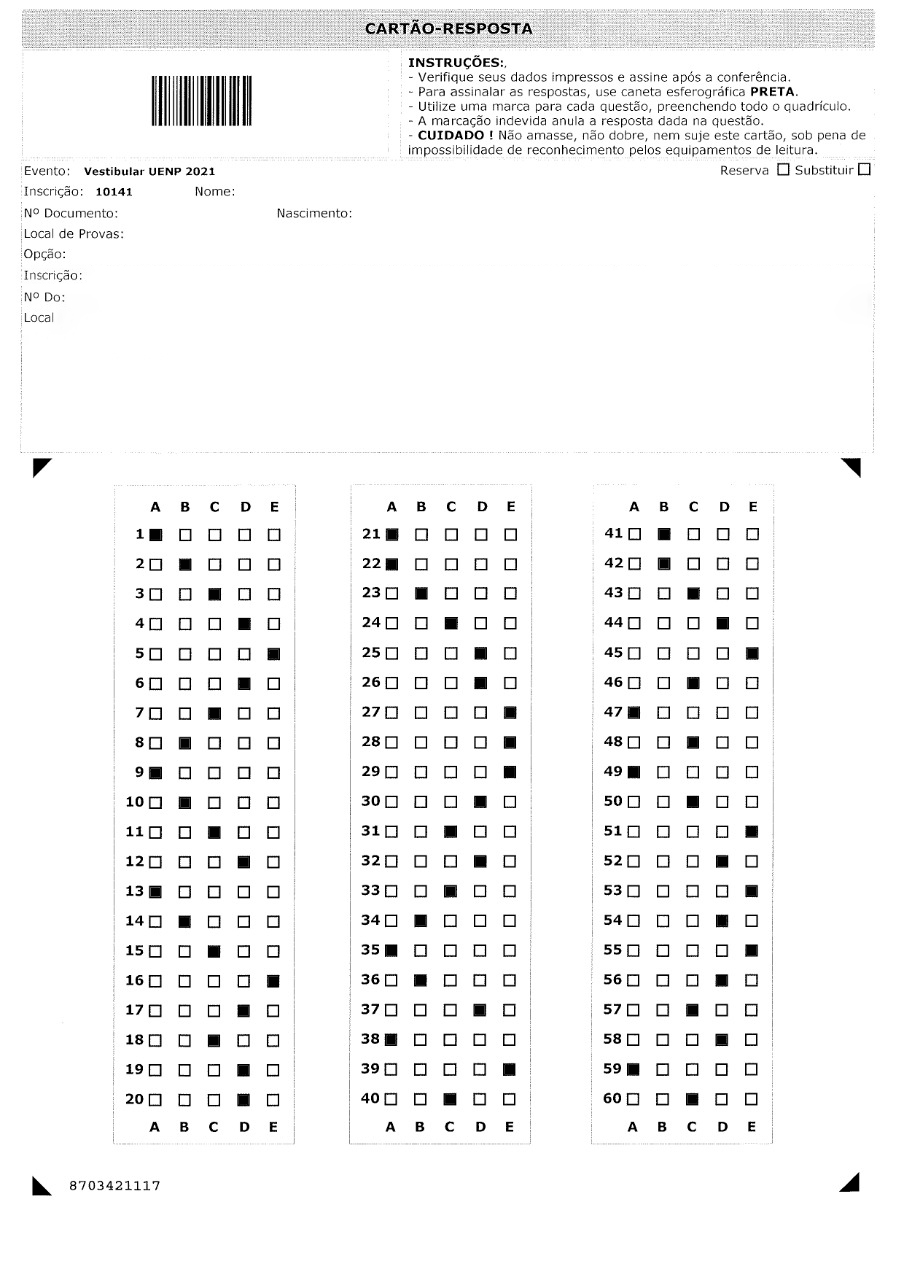 CARTÃO-RESPOSTA
INSTRUÇÕES:.
- Verifique seus dados impressos e assine após a conferência.
- Para assinalar as respostas, use caneta esferográfica PRETA.
- Utilize uma marca para cada questão, preenchendo todo o quadrículo.
- A marcação indevida anula a resposta dada na questão.
- CUIDADO ! Não amasse, não dobre, nem suje este cartão, sob pena de
impossibilidade de reconhecimento pelos equipamentos de leitura.
Evento: Vestibular UENP 2021 Reserva Substituir
Inscrição: 10141 Nome:
Nº Documento: Nascimento:
Local de Provas:
Opção:
Inscrição:
Nº Do:
Local
A B C D E
1
2
3
4
5
6
7
8
9
10
11
12
13
14
15
16
17
18
19
20
A B C D E
A B C D E
21
22
23
24
25
26
27
28
29
30
31
32
33
34
35
36
37
38
39
40
A B C D E
A B C D E
41
42
43
44
45
46
47
48
49
50
51
52
53
54
55
56
57
58
59
60
A B C D E
8703421117